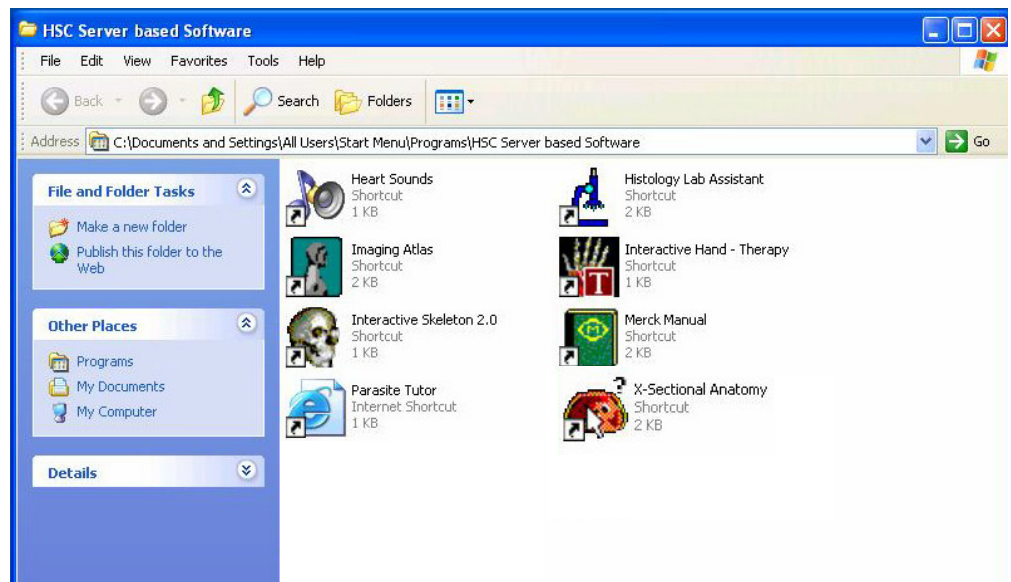 HSC Server based Software
File Edit View Favorites Tools Help
Back Search Folders
Address C:\Documents and Settings\All Users\Start Menu\Programs\HSC Server based Software Go
File and Folder Tasks
Make a new folder
Publish this folder to the
Web
Other Places
Programs
My Documents
My Computer
Details
Heart Sounds
Shortcut
1 KB
Histology Lab Assistant
Shortcut
2 KB
Imaging Atlas
Shortcut
2 KB
Interactive Hand - Therapy
Shortcut
1 KB
T
Interactive Skeleton 2.0
Shortcut
1 KB
Merck Manual
Shortcut
2 KB
M
Parasite Tutor
Internet Shortcut
1 KB
?
X-Sectional Anatomy
Shortcut
2 KB